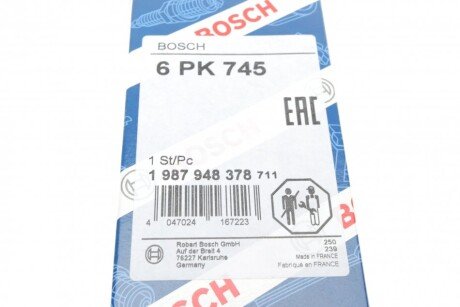 BOSCH
BOSCH
6 PK 745
EAC
1 St/Pc
1 987 948 378 711
4 047024 167223
Robert Bosch GmbH
Auf der Breit 4
76227 Karlsruhe
Germany
250
239
Made in FRANCE
Fabriqué en FRANCE
BOSCH